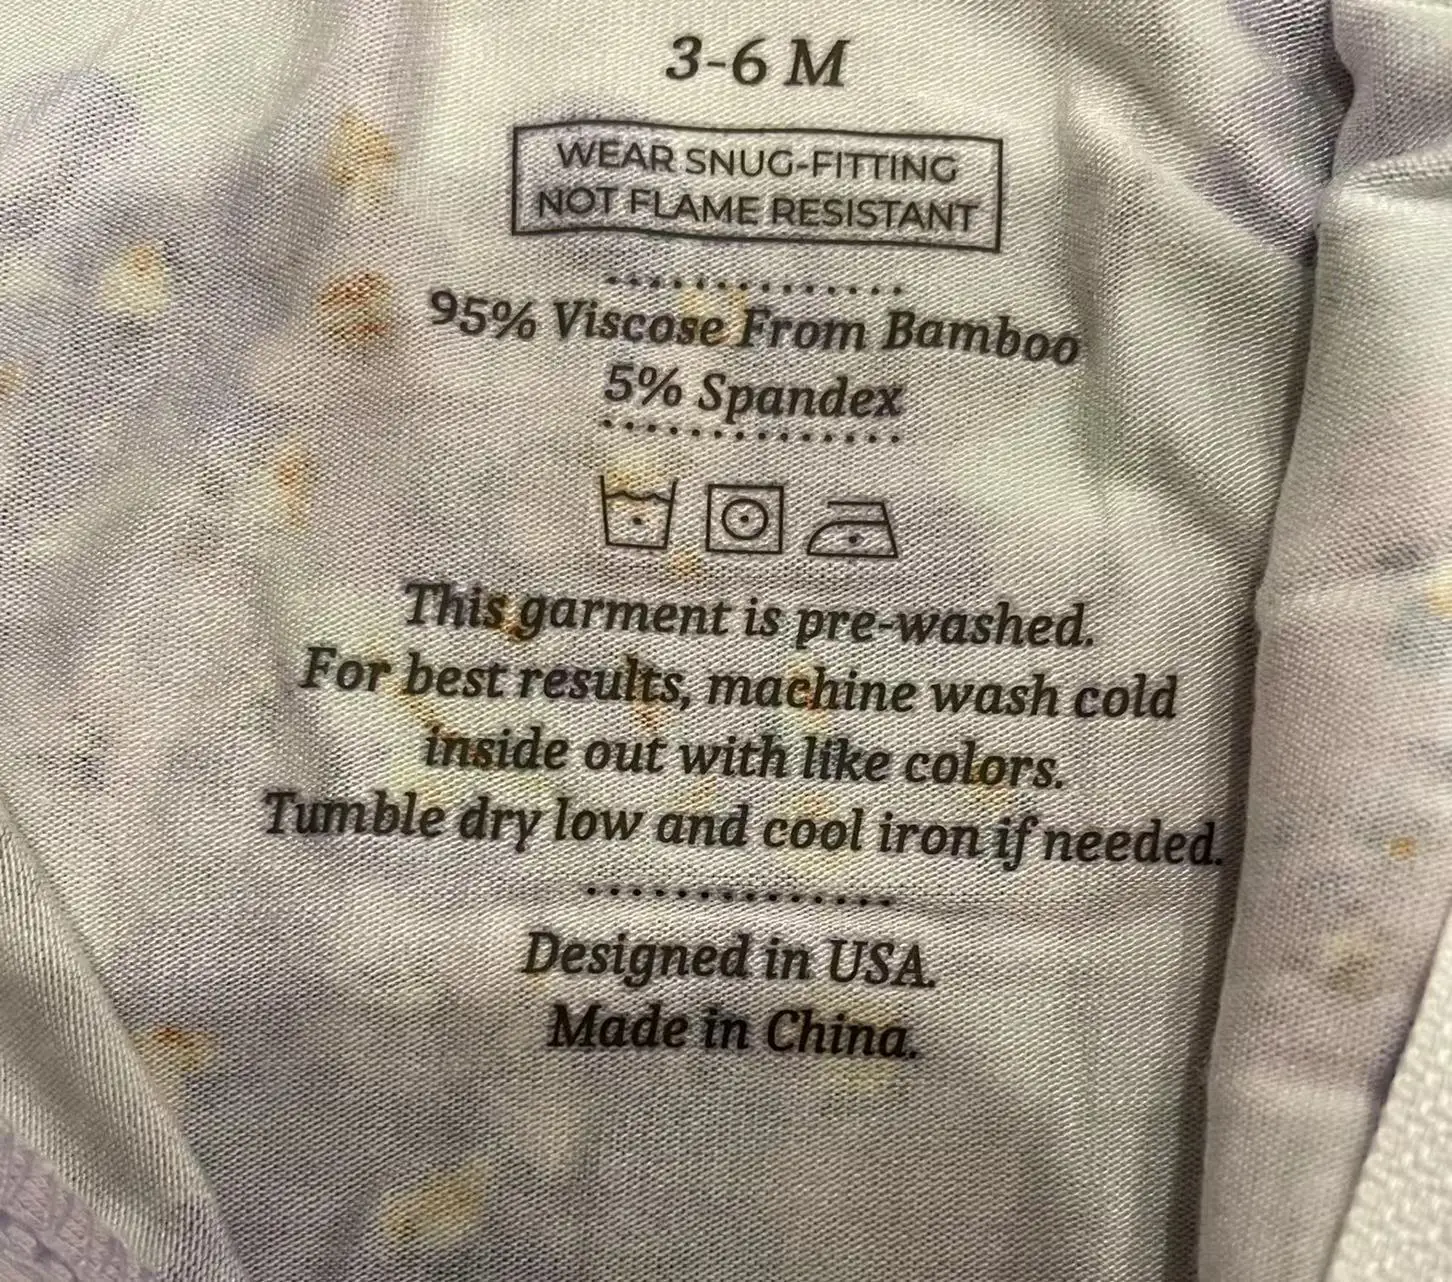 3-6 M
WEAR SNUG-FITTING
NOT FLAME RESISTANT
95% Viscose From Bamboo
5% Spandex
This garment is pre-washed.
For best results, machine wash cold
inside out with like colors.
Tumble dry low and cool iron if needed.
Designed in USA.
Made in China.